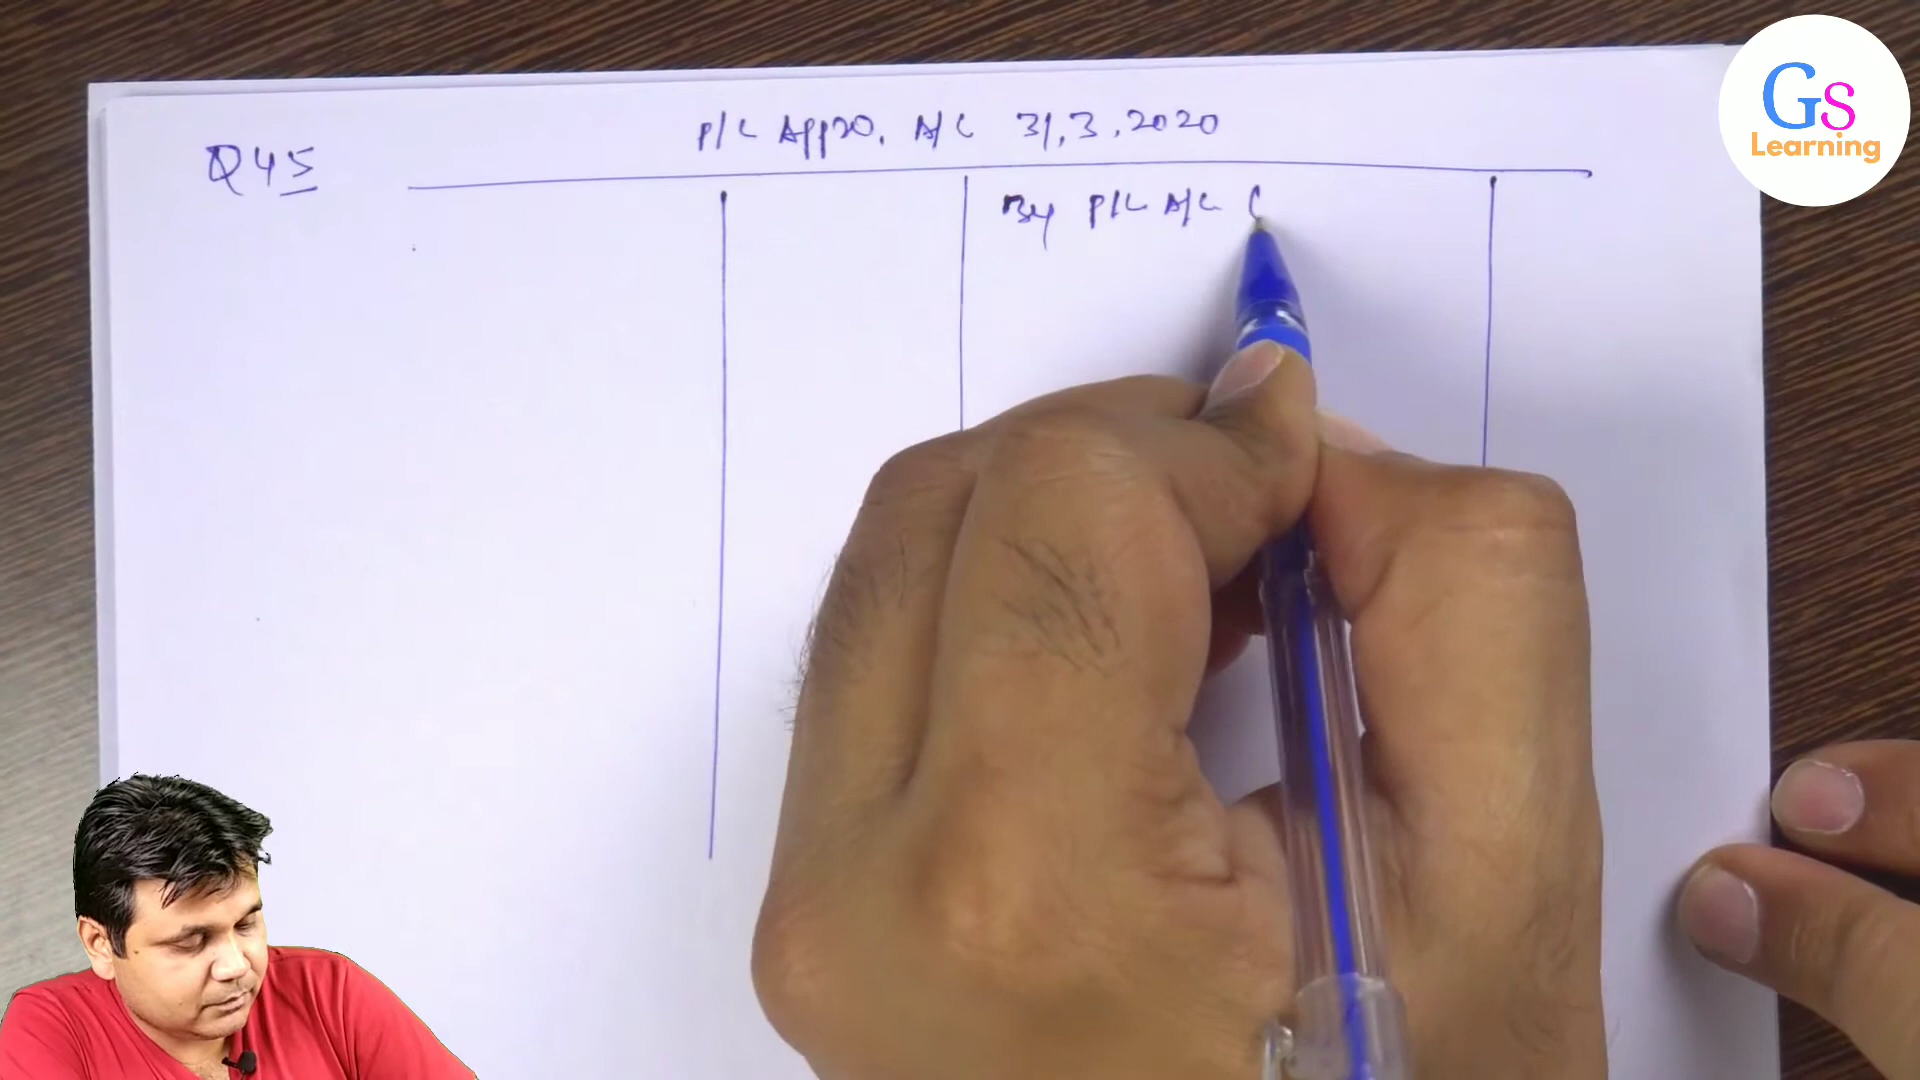 Gs
Learning
P/L Appro. A/C 31.3.2020
Q45
By P/L A/C (